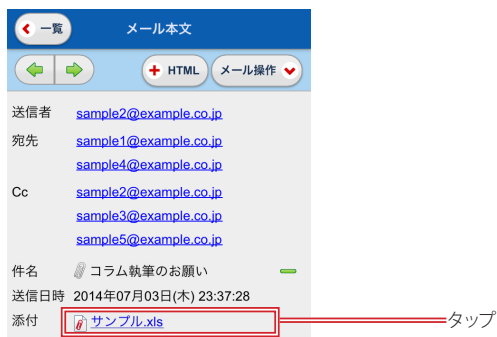 一覧 メール本文
HTML メール操作
送信者 sample2@example.co.jp
宛先 sample1@example.co.jp
sample4@example.co.jp
Cc sample2@example.co.jp
sample3@example.co.jp
sample5@example.co.jp
件名 コラム執筆のお願い
送信日時 2014年07月03日(木) 23:37:28
添付 サンプル.xls タップ